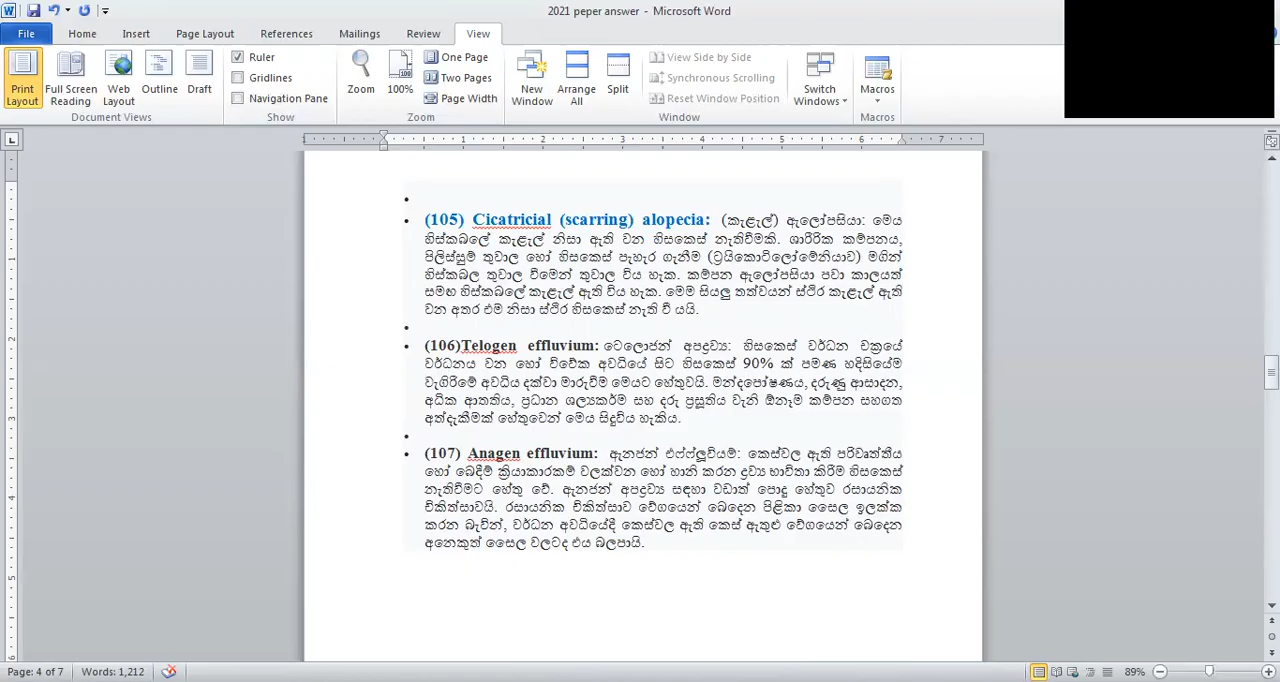 2021 peper answer - Microsoft Word
File Home Insert Page Layout References Mailings Review View
Print Layout
Full Screen Reading
Web Layout
Outline
Draft
Document Views
Ruler
Gridlines
Navigation Pane
Show
Zoom
100%
One Page
Two Pages
Page Width
Zoom
New Window
Arrange All
Split
View Side by Side
Synchronous Scrolling
Reset Window Position
Window
Switch Windows
Macros
Macros
1 2 3 4 5 6 7
(105) Cicatricial (scarring) alopecia: (කැළැල්) ඇලෝපසියා: මෙය
හිස්කබලේ කැළැල් නිසා ඇති වන හිසකෙස් නැතිවීමකි. ශාරීරික කම්පනය,
පිලිස්සුම් තුවාල හෝ හිසකෙස් පැහැර ගැනීම (ට්‍රයිකොටිලෝමේනියාව) මගින්
හිස්කබල තුවාල වීමෙන් තුවාල විය හැක. කම්පන ඇලෝපසියා පවා කාලයත්
සමඟ හිස්කබලේ කැළැල් ඇති විය හැක. මෙම සියලු තත්වයන් ස්ථිර කැළැල් ඇති
වන අතර එම නිසා ස්ථිර හිසකෙස් නැති වී යයි.
(106)Telogen effluvium: ටෙලොජන් අපද්‍රව්‍ය: හිසකෙස් වර්ධන චක්‍රයේ
වර්ධනය වන හෝ විවේක අවධියේ සිට හිසකෙස් 90% ක් පමණ හදිසියේම
වැගිරීමේ අවධිය දක්වා මාරුවීම මෙයට හේතුවයි. මන්දපෝෂණය, දරුණු ආසාදන,
අධික ආතතිය, ප්‍රධාන ශල්‍යකර්ම සහ දරු ප්‍රසූතිය වැනි ඕනෑම කම්පන සහගත
අත්දැකීමක් හේතුවෙන් මෙය සිදුවිය හැකිය.
(107) Anagen effluvium: ඇනජන් එෆ්ෆ්ලූවියම්: කෙස්වල ඇති පරිවෘත්තීය
හෝ බෙදීම් ක්‍රියාකාරකම් වලක්වන හෝ හානි කරන ද්‍රව්‍ය භාවිතා කිරීම හිසකෙස්
නැතිවීමට හේතු වේ. ඇනජන් අපද්‍රව්‍ය සඳහා වඩාත් පොදු හේතුව රසායනික
චිකිත්සාවයි. රසායනික චිකිත්සාව වේගයෙන් බෙදෙන පිළිකා සෛල ඉලක්ක
කරන බැවින්, වර්ධන අවධියේදී කෙස්වල ඇති කෙස් ඇතුළු වේගයෙන් බෙදෙන
අනෙකුත් සෛල වලටද එය බලපායි.
Page: 4 of 7 Words: 1,212 89%